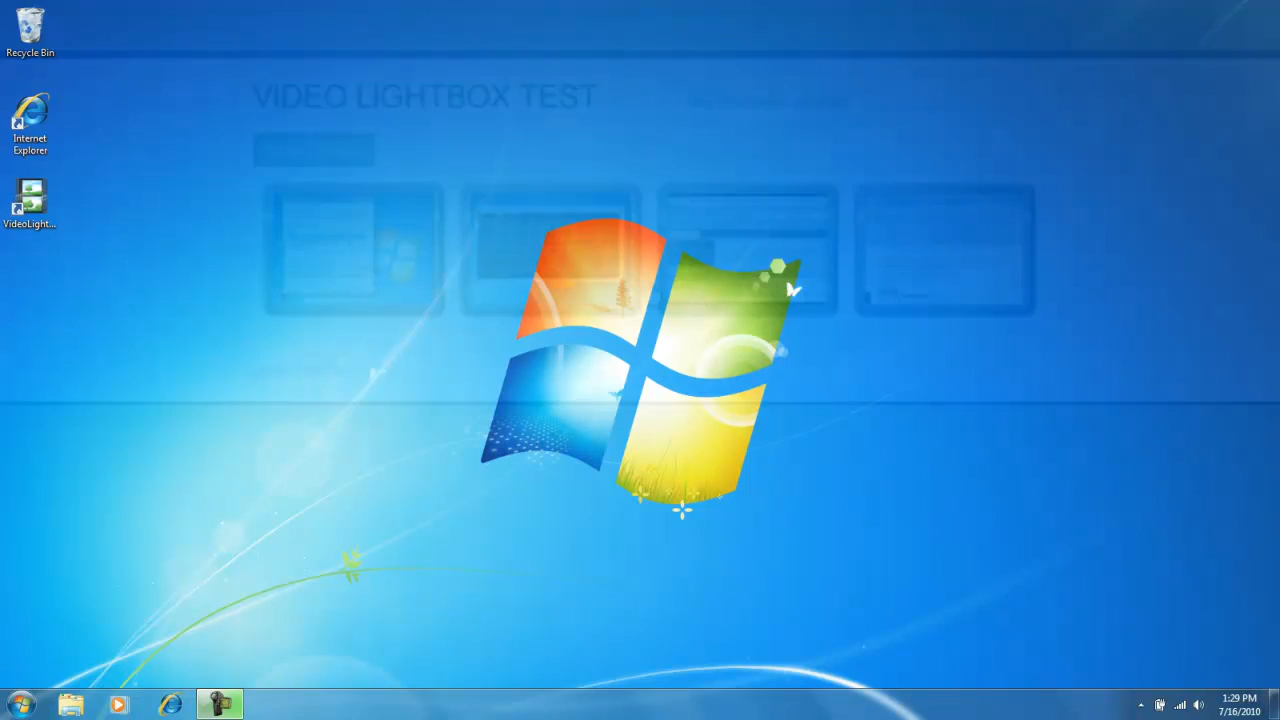 Recycle Bin
VIDEO LIGHTBOX TEST
Internet
Explorer
VideoLight...
1:29 PM
7/16/2010